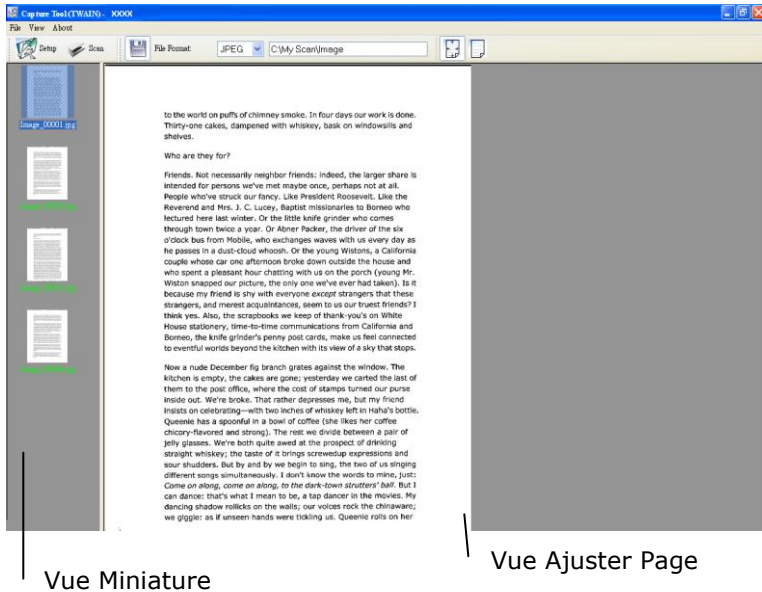 Capture Tool(TWAIN) - XXXX
File View About
Setup Scan File Format: JPEG C:\My Scan\Image
Image_00001.jpg
to the world on puffs of chimney smoke. In four days our work is done.
Thirty-one cakes, dampened with whiskey, bask on windowsills and
shelves.
Who are they for?
Friends. Not necessarily neighbor friends: indeed, the larger share is
intended for persons we've met maybe once, perhaps not at all.
People who've struck our fancy. Like President Roosevelt. Like the
Reverend and Mrs. J. C. Lucey, Baptist missionaries to Borneo who
lectured here last winter. Or the little knife grinder who comes
through town twice a year. Or Abner Packer, the driver of the six
o'clock bus from Mobile, who exchanges waves with us every day as
he passes in a dust-cloud whoosh. Or the young Wistons, a California
couple whose car one afternoon broke down outside the house and
who spent a pleasant hour chatting with us on the porch (young Mr.
Wiston snapped our picture, the only one we've ever had taken). Is it
because my friend is shy with everyone except strangers that these
strangers, and merest acquaintances, seem to us our truest friends? I
think yes. Also, the scrapbooks we keep of thank-you's on White
House stationery, time-to-time communications from California and
Borneo, the knife grinder's penny post cards, make us feel connected
to eventful worlds beyond the kitchen with its view of a sky that stops.
Now a nude December fig branch grates against the window. The
kitchen is empty, the cakes are gone; yesterday we carted the last of
them to the post office, where the cost of stamps turned our purse
inside out. We're broke. That rather depresses me, but my friend
insists on celebrating—with two inches of whiskey left in Haha's bottle.
Queenie has a spoonful in a bowl of coffee (she likes her coffee
chicory-flavored and strong). The rest we divide between a pair of
jelly glasses. We're both quite awed at the prospect of drinking
straight whiskey; the taste of it brings screwedup expressions and
sour shudders. But by and by we begin to sing, the two of us singing
different songs simultaneously. I don't know the words to mine, just:
Come on along, come on along, to the dark-town strutters' ball. But I
can dance: that's what I mean to be, a tap dancer in the movies. My
dancing shadow rollicks on the walls; our voices rock the chinaware;
we giggle: as if unseen hands were tickling us. Queenie rolls on her
Vue Ajuster Page
Vue Miniature